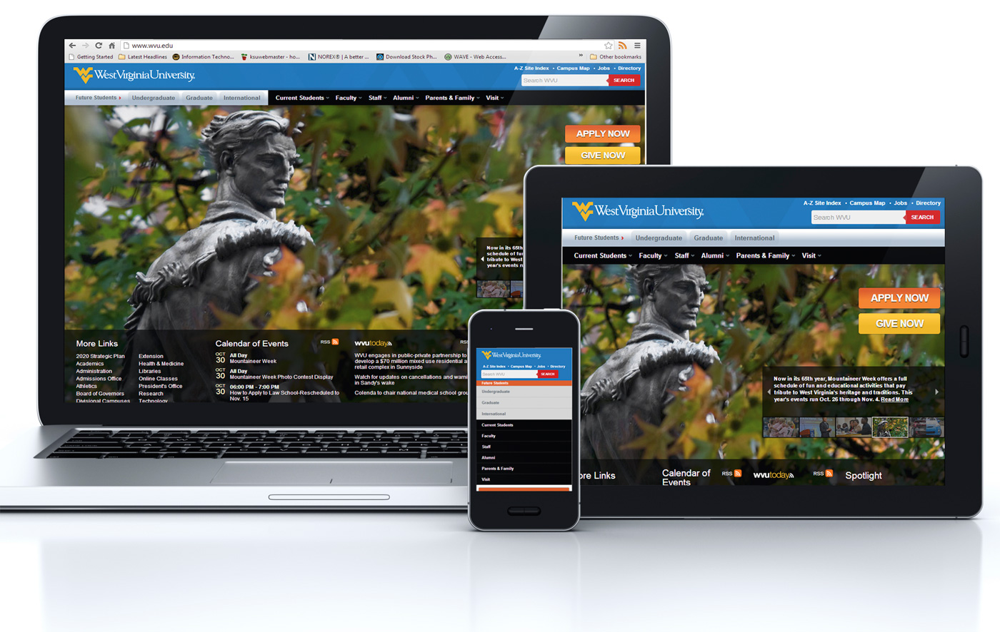 www.wvu.edu
Getting Started
Latest Headlines
Information Techno...
ksuwebmaster - ho...
NOREX® | A better ...
Download Stock Ph...
WAVE - Web Access...
»
Other bookmarks
WestVirginiaUniversity.
A-Z Site Index • Campus Map • Jobs • Directory
Search WVU
SEARCH
Future Students › Undergraduate Graduate International
Current Students Faculty Staff Alumni Parents & Family Visit
APPLY NOW
GIVE NOW
Now in its 65th
schedule of fun
tribute to West
year's events r
More Links
2020 Strategic Plan
Academics
Administration
Admissions Office
Athletics
Board of Governors
Divisional Campuses
Extension
Health & Medicine
Libraries
Online Classes
President's Office
Research
Technology
Calendar of Events
RSS
OCT 30
All Day
Mountaineer Week
OCT 30
All Day
Mountaineer Week Photo Contest Display
OCT 30
06:00 PM - 7:00 PM
How to Apply to Law School-Rescheduled to
Nov. 15
wvutoday
RSS
WVU engages in public-private partnership to
develop a $70 million mixed use residential a
retail complex in Sunnyside
Watch for updates on cancellations and warni
in Sandy's wake
Colenda to chair national medical school grou
WestVirginiaUniversity.
A-Z Site Index • Campus Map • Jobs • Directory
Search WVU
SEARCH
Future Students
Undergraduate
Graduate
International
Current Students
Faculty
Staff
Alumni
Parents & Family
Visit
WestVirginiaUniversity.
A-Z Site Index • Campus Map • Jobs • Directory
Search WVU
SEARCH
Future Students › Undergraduate Graduate International
Current Students Faculty Staff Alumni Parents & Family Visit
APPLY NOW
GIVE NOW
Now in its 65th year, Mountaineer Week offers a full
schedule of fun and educational activities that pay
tribute to West Virginia's heritage and traditions. This
year's events run Oct. 26 through Nov. 4. Read More
ore Links
Calendar of
Events
RSS
wvutoday
RSS
Spotlight